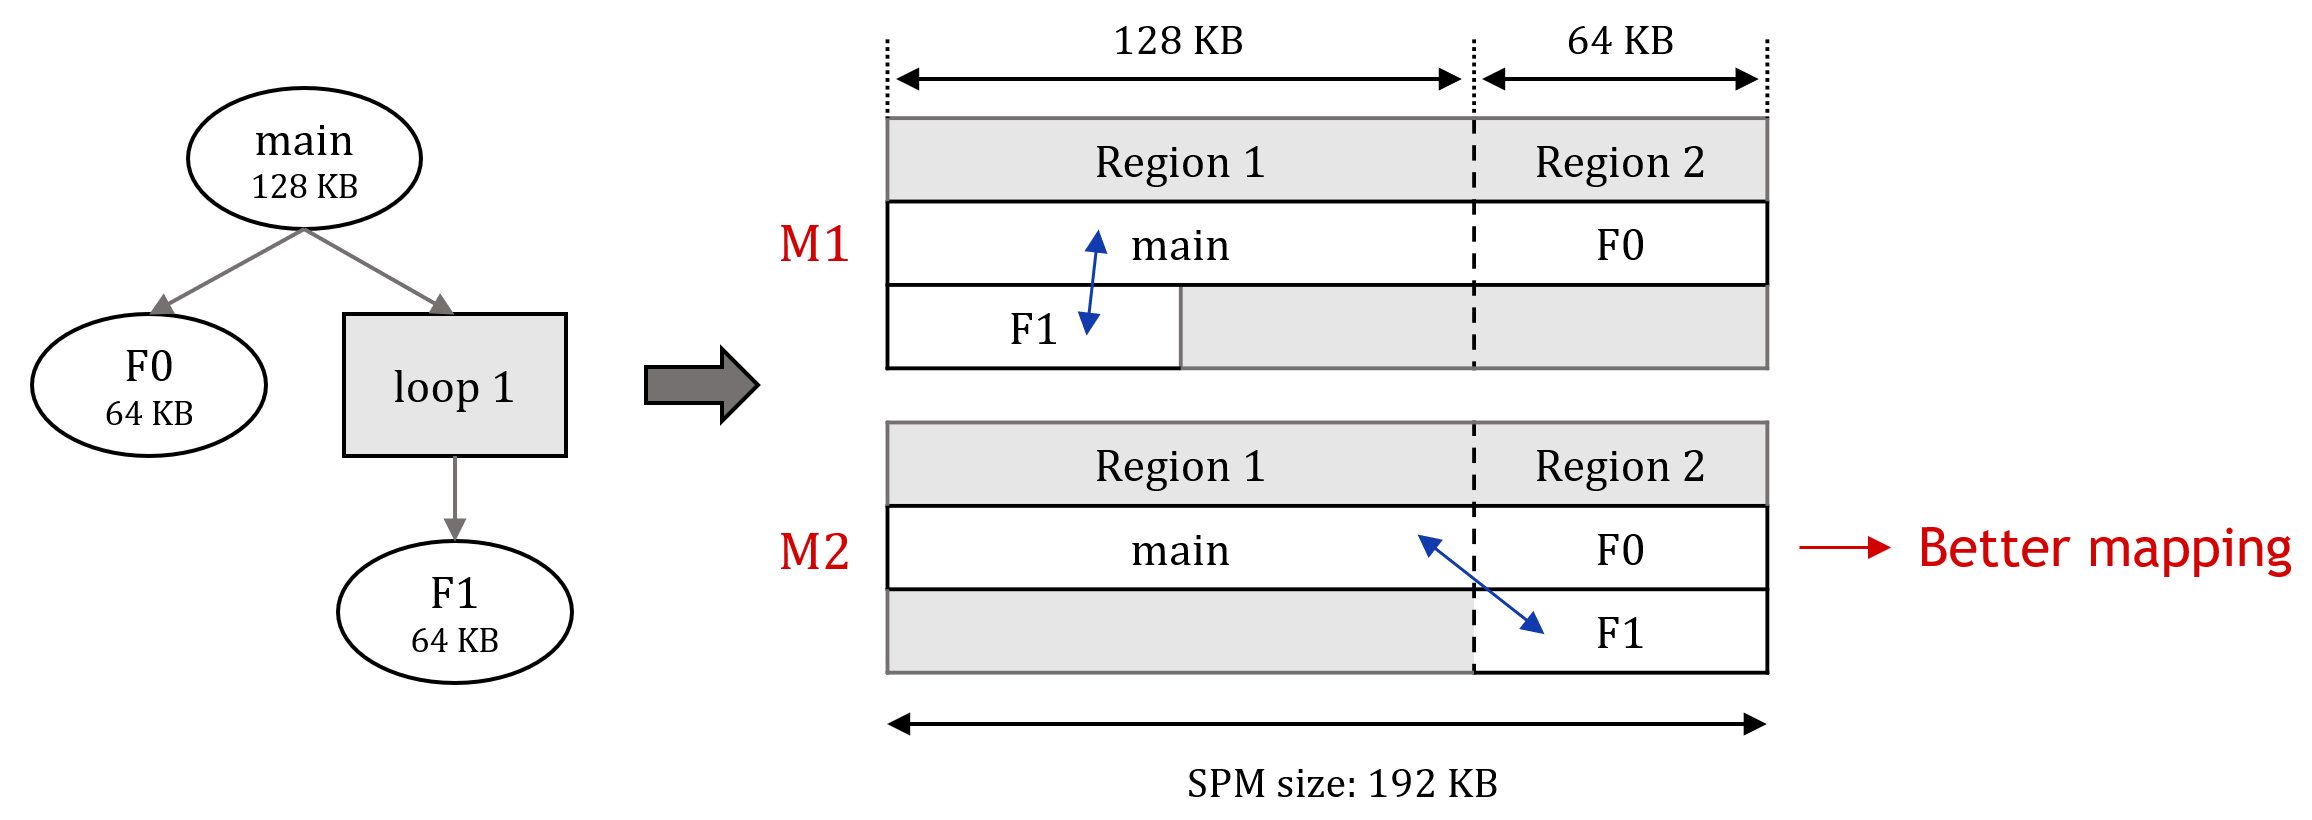 main
128 KB
F0
64 KB
loop 1
F1
64 KB
128 KB
64 KB
Region 1
Region 2
M1
main
F0
F1
Region 1
Region 2
M2
main
F0
F1
Better mapping
SPM size: 192 KB